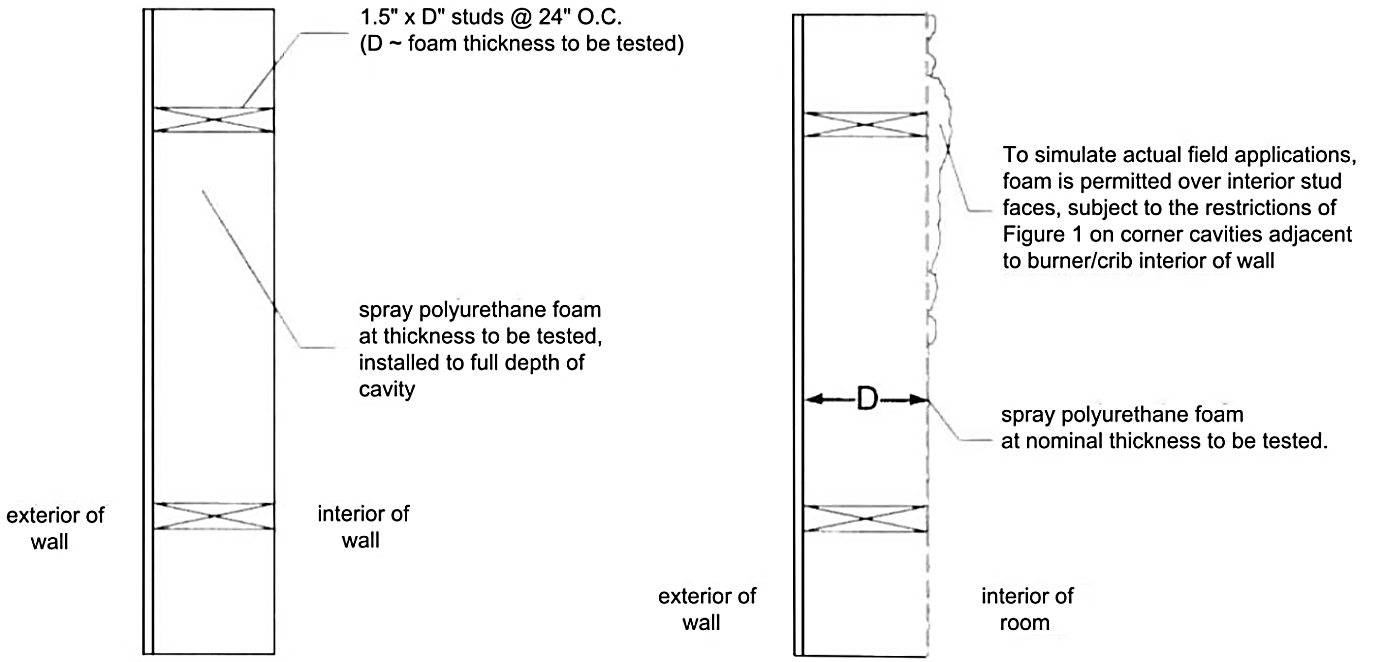 1.5" x D" studs @ 24" O.C.
(D ~ foam thickness to be tested)
spray polyurethane foam
at thickness to be tested,
installed to full depth of
cavity
exterior of
wall
interior of
wall
To simulate actual field applications,
foam is permitted over interior stud
faces, subject to the restrictions of
Figure 1 on corner cavities adjacent
to burner/crib interior of wall
D
spray polyurethane foam
at nominal thickness to be tested.
exterior of
wall
interior of
room